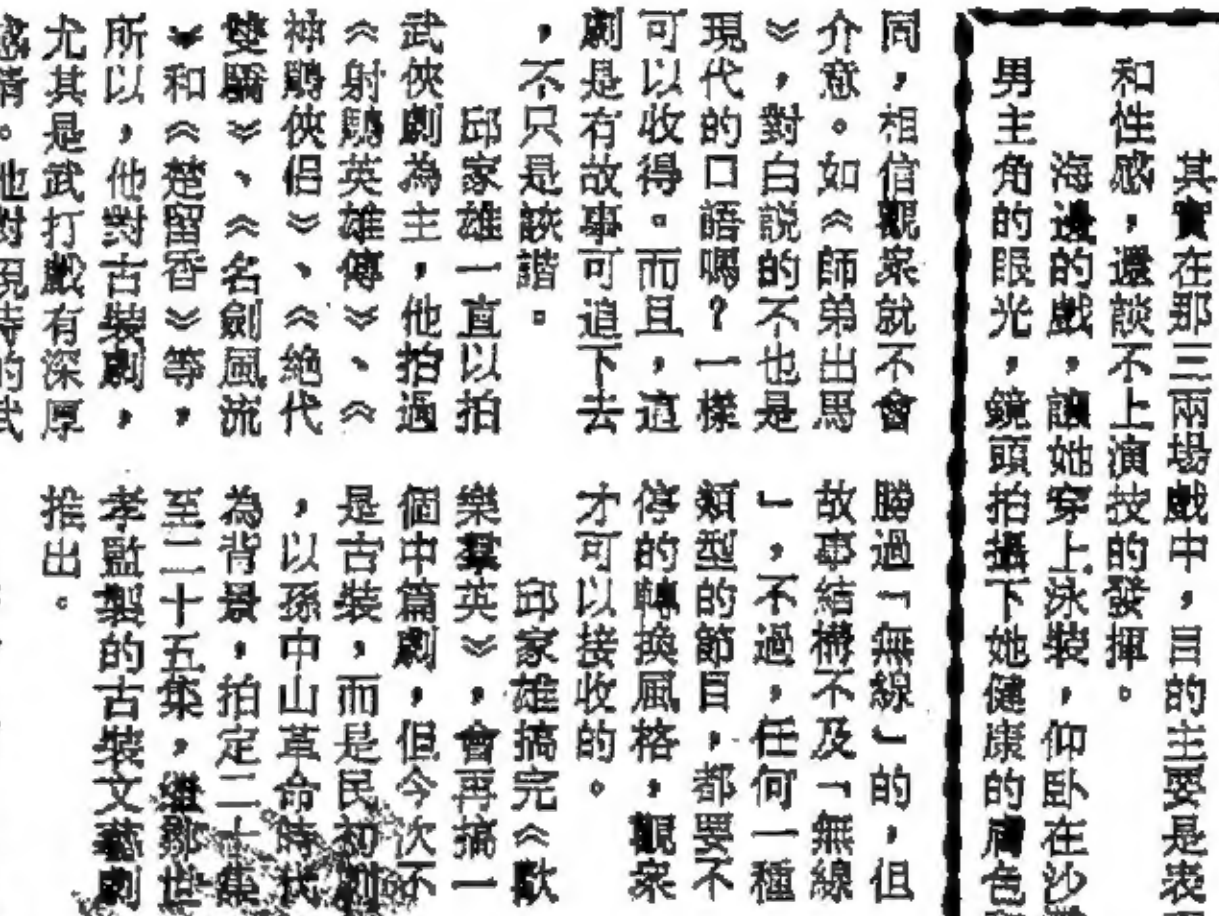 其實在那三兩場戲中，目的主要是表
和性感，還談不上演技的發揮。
海邊的戲，讓她穿上泳裝，仰卧在沙
男主角的眼光，鏡頭拍攝下她健康的膚色
同，相信觀眾就不會
介意。如《師弟出馬
》，對白說的不也是
現代的口語嗎？一樣
可以收得。而且，這
劇是有故事可追下去
，不只是詼諧。
邱家雄一直以拍
武俠劇為主，他拍過
《射鵰英雄傳》、《
神鵰俠侶》、《絕代
雙驕》、《名劍風流
》和《楚留香》等，
所以，他對古裝劇，
尤其是武打戲有深厚
感情。他對現時的武
勝過「無線」的，但
故事結構不及「無線
」，不過，任何一種
類型的節目，都要不
停的轉換風格，觀眾
才可以接收的。
邱家雄搞完《歡
樂羣英》，會再搞一
個中篇劇，但今次不
是古裝，而是民初劇
，以孫中山革命時代
為背景，拍定二十集
至二十五集，繼鄧世
孝監製的古裝文藝劇
推出。